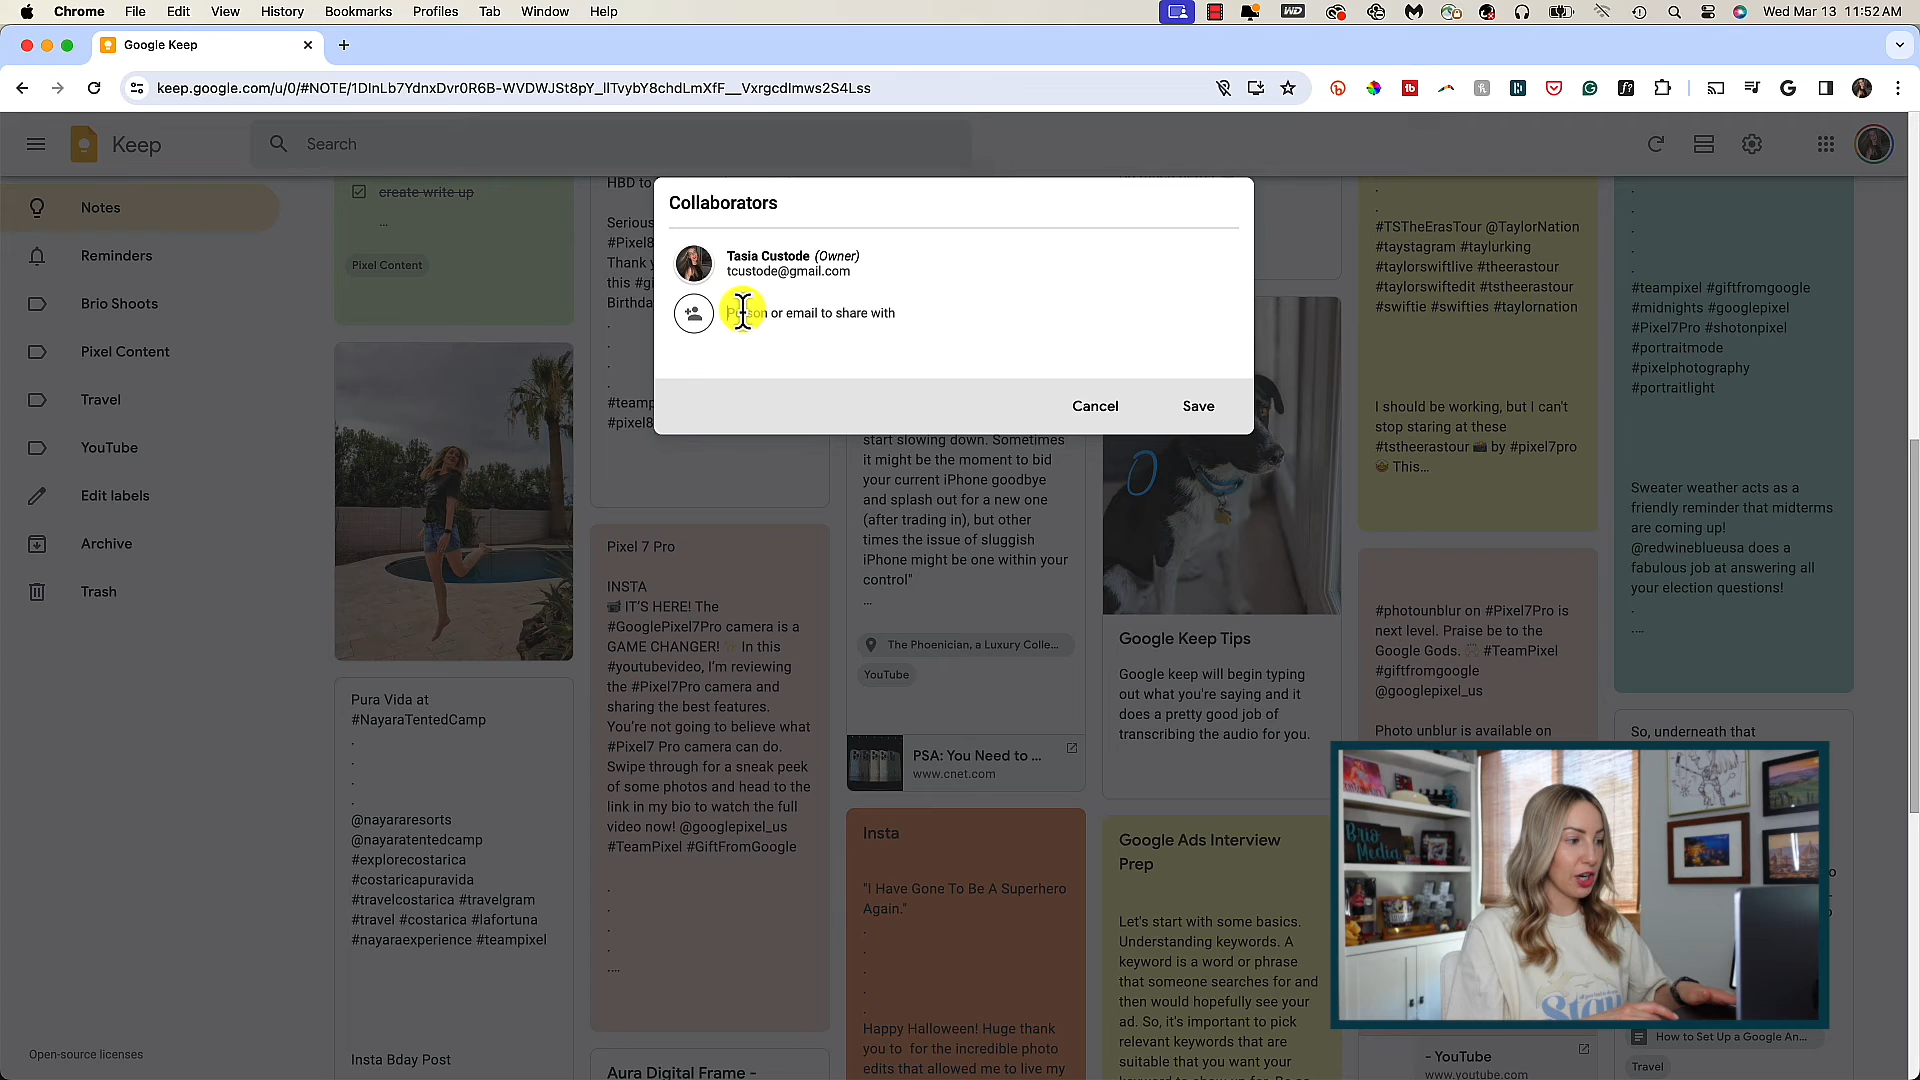 Chrome File Edit View History Bookmarks Profiles Tab Window Help
WD
Wed Mar 13 11:52 AM
Google Keep
Keep
Search
Notes
Reminders
Brio Shoots
Pixel Content
Travel
YouTube
Edit labels
Archive
Trash
Open-source licenses
create write up
...
Pixel Content
Pura Vida at
#NayaraTentedCamp
.
.
.
.
@nayararesorts
@nayaratentedcamp
#explorecostarica
#costaricapuravida
#travelcostarica #travelgram
#travel #costarica #lafortuna
#nayaraexperience #teampixel
Insta Bday Post
HBD to
Serious
#Pixel8
Thank y
this #gi
Birthda
.
.
.
.
#teamp
#pixel8
Pixel 7 Pro
INSTA
📹 IT'S HERE! The
#GooglePixel7Pro camera is a
GAME CHANGER! ✨ In this
#youtubevideo, I'm reviewing
the #Pixel7Pro camera and
sharing the best features.
You're not going to believe what
#Pixel7 Pro camera can do.
Swipe through for a sneak peek
of some photos and head to the
link in my bio to watch the full
video now! @googlepixel_us
#TeamPixel #GiftFromGoogle
.
.
.
.
....
Aura Digital Frame -
Collaborators
Tasia Custode (Owner)
tcustode@gmail.com
Person or email to share with
Cancel Save
start slowing down. Sometimes
it might be the moment to bid
your current iPhone goodbye
and splash out for a new one
(after trading in), but other
times the issue of sluggish
iPhone might be one within your
control"
...
The Phoenician, a Luxury Colle...
YouTube
PSA: You Need to ...
www.cnet.com
Insta
"I Have Gone To Be A Superhero
Again."
.
.
.
.
Happy Halloween! Huge thank
you to for the incredible photo
edits that allowed me to live my
Google Keep Tips
Google keep will begin typing
out what you're saying and it
does a pretty good job of
transcribing the audio for you.
Google Ads Interview
Prep
Let's start with some basics.
Understanding keywords. A
keyword is a word or phrase
that someone searches for and
then would hopefully see your
ad. So, it's important to pick
relevant keywords that are
suitable that you want your
.
.
#TSTheErasTour @TaylorNation
#taystagram #taylurking
#taylorswiftlive #theerastour
#taylorswiftedit #tstheerastour
#swiftie #swifties #taylornation
I should be working, but I can't
stop staring at these
#tstheerastour 📸 by #pixel7pro
🤩 This...
#photounblur on #Pixel7Pro is
next level. Praise be to the
Google Gods. #TeamPixel
#giftfromgoogle
@googlepixel_us
Photo unblur is available on
- YouTube
www.youtube.com
.
.
.
.
.
#teampixel #giftfromgoogle
#midnights #googlepixel
#Pixel7Pro #shotonpixel
#portraitmode
#pixelphotography
#portraitlight
Sweater weather acts as a
friendly reminder that midterms
are coming up!
@redwineblueusa does a
fabulous job at answering all
your election questions!
.
....
So, underneath that
How to Set Up a Google An...
Travel
Brio
Media
Stay